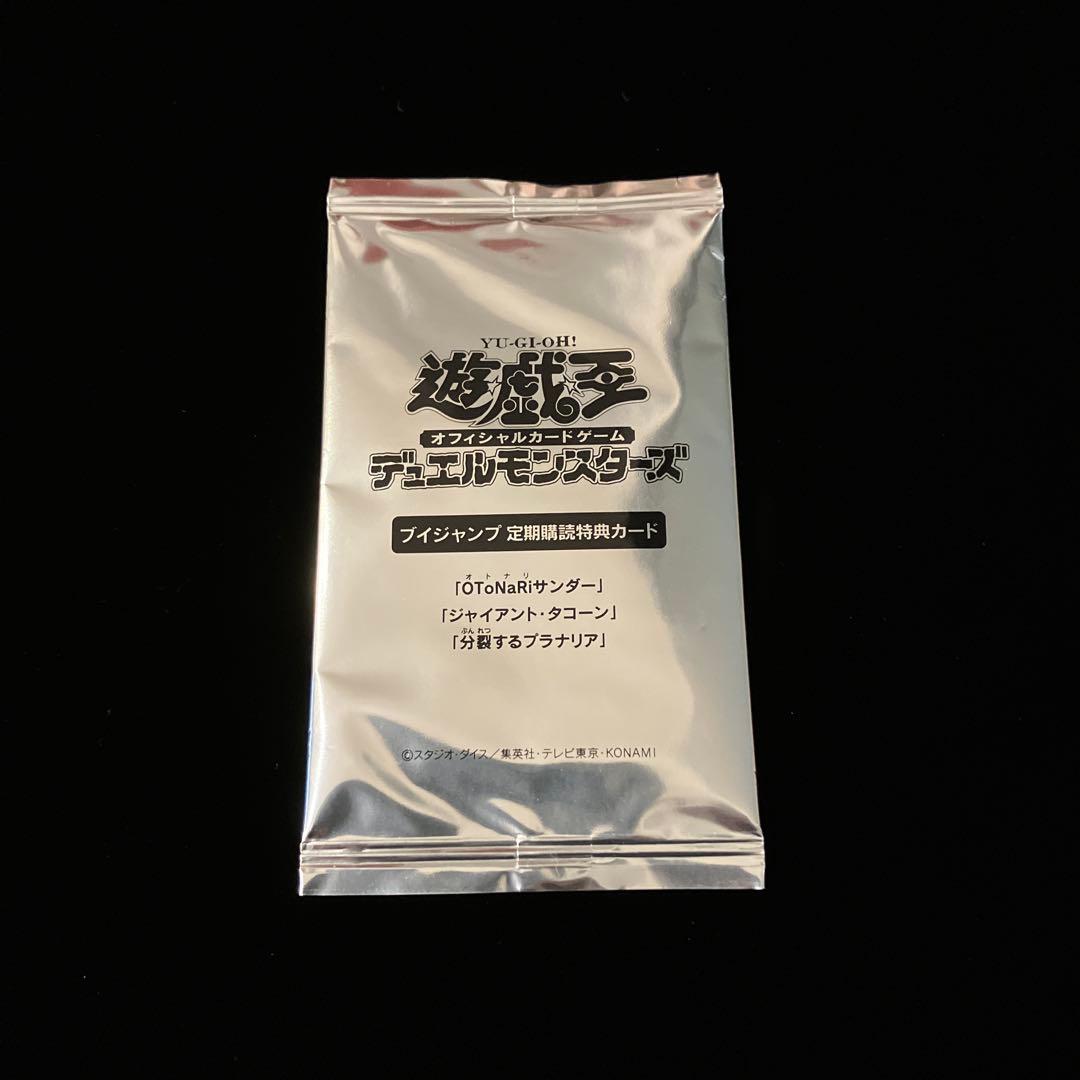 YU-GI-OH!
遊戯王
オフィシャルカードゲーム
デュエルモンスターズ
ブイジャンプ 定期購読特典カード
オトナリ
「OToNaRiサンダー」
「ジャイアント・タコーン」
ぶんれつ
「分裂するプラナリア」
©スタジオ・ダイス/集英社・テレビ東京・KONAMI